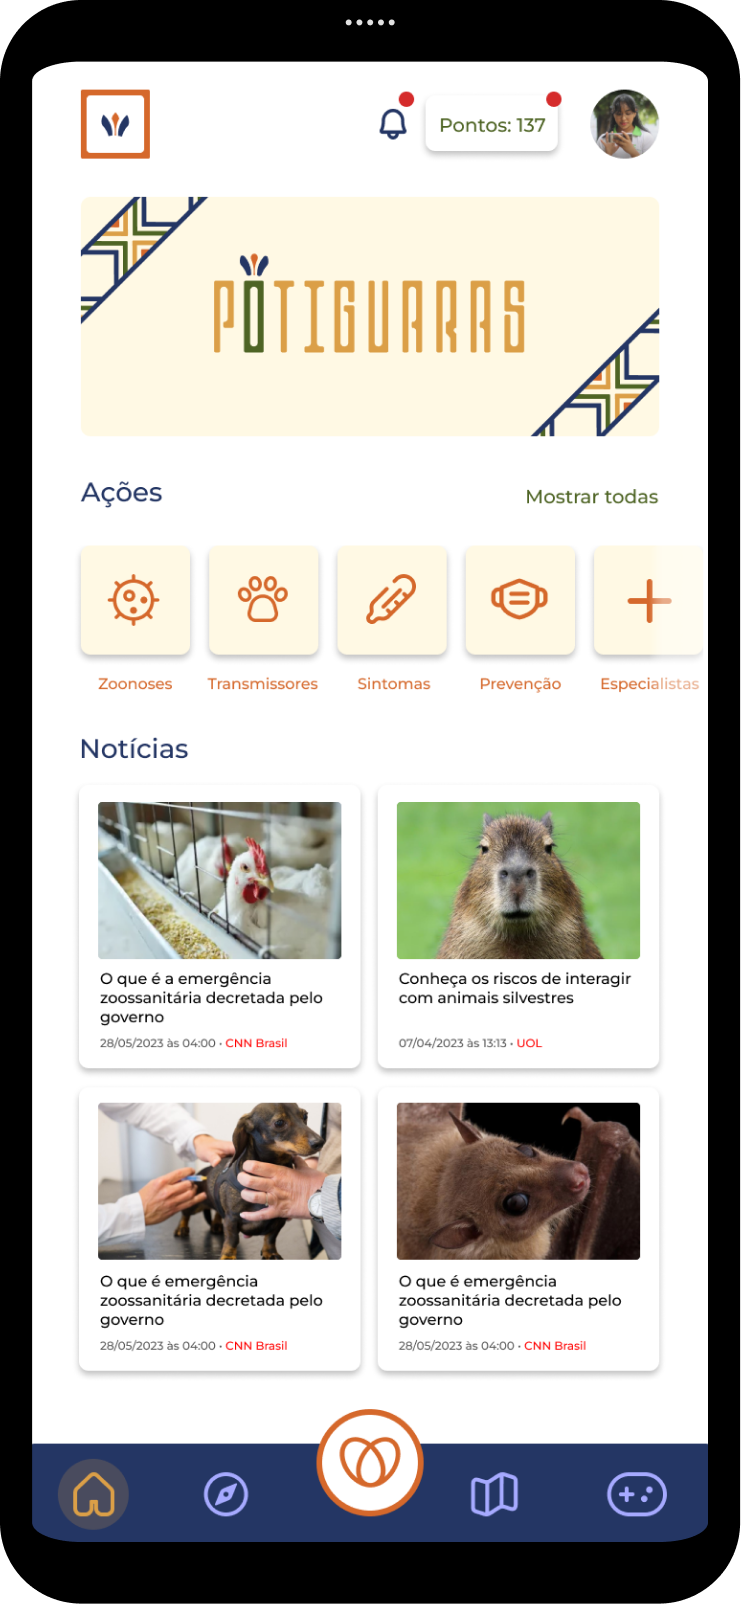 Pontos: 137
POTIGUARAS
Ações
Mostrar todas
Zoonoses
Transmissores
Sintomas
Prevenção
Especialistas
Notícias
O que é a emergência
zoossanitária decretada pelo
governo
28/05/2023 às 04:00 • CNN Brasil
Conheça os riscos de interagir
com animais silvestres
07/04/2023 às 13:13 • UOL
O que é emergência
zoossanitária decretada pelo
governo
28/05/2023 às 04:00 • CNN Brasil
O que é emergência
zoossanitária decretada pelo
governo
28/05/2023 às 04:00 • CNN Brasil